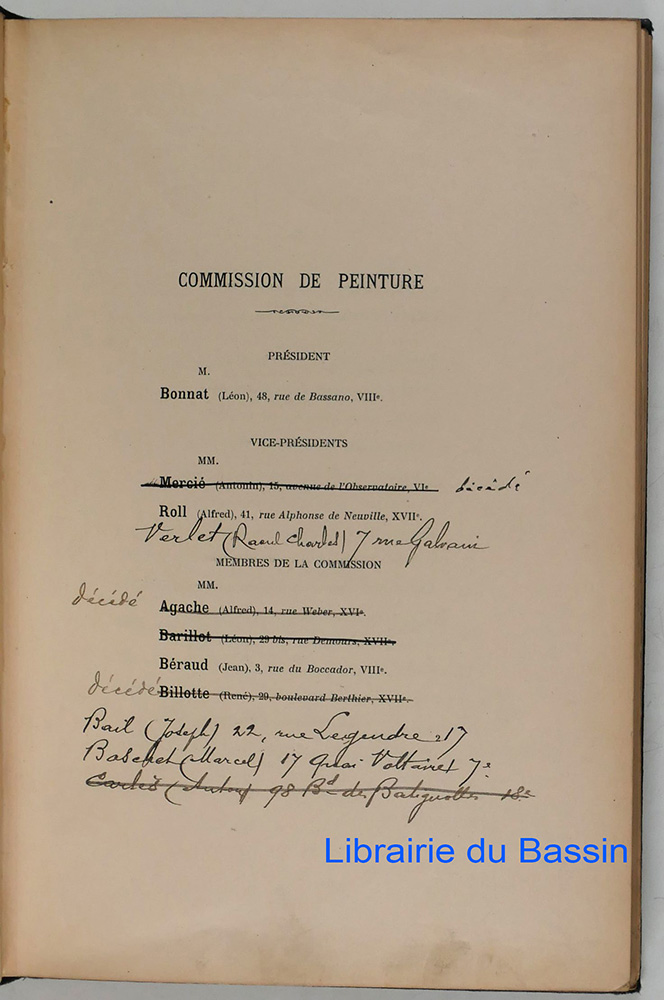 COMMISSION DE PEINTURE
PRÉSIDENT
M.
Bonnat (Léon), 48, rue de Bassano, VIIIe.
VICE-PRÉSIDENTS
MM.
Mercié (Antonin), 15, avenue de l'Observatoire, VIe. décédé
Roll (Alfred), 41, rue Alphonse de Neuville, XVIIe.
Verlet (Raoul Charles) 7 rue Galvani
MEMBRES DE LA COMMISSION
MM.
décédé Agache (Alfred), 14, rue Weber, XVIe.
Barillot (Léon), 29 bis, rue Demours, XVIIe.
Béraud (Jean), 3, rue du Boccador, VIIIe.
décédé Billotte (René), 29, boulevard Berthier, XVIIe.
Bail (Joseph) 22, rue Legendre 17
Baschet (Marcel) 17 quai Voltaire 7e
Carlès (Antony) 98 Bd des Batignolles 18e
Librairie du Bassin